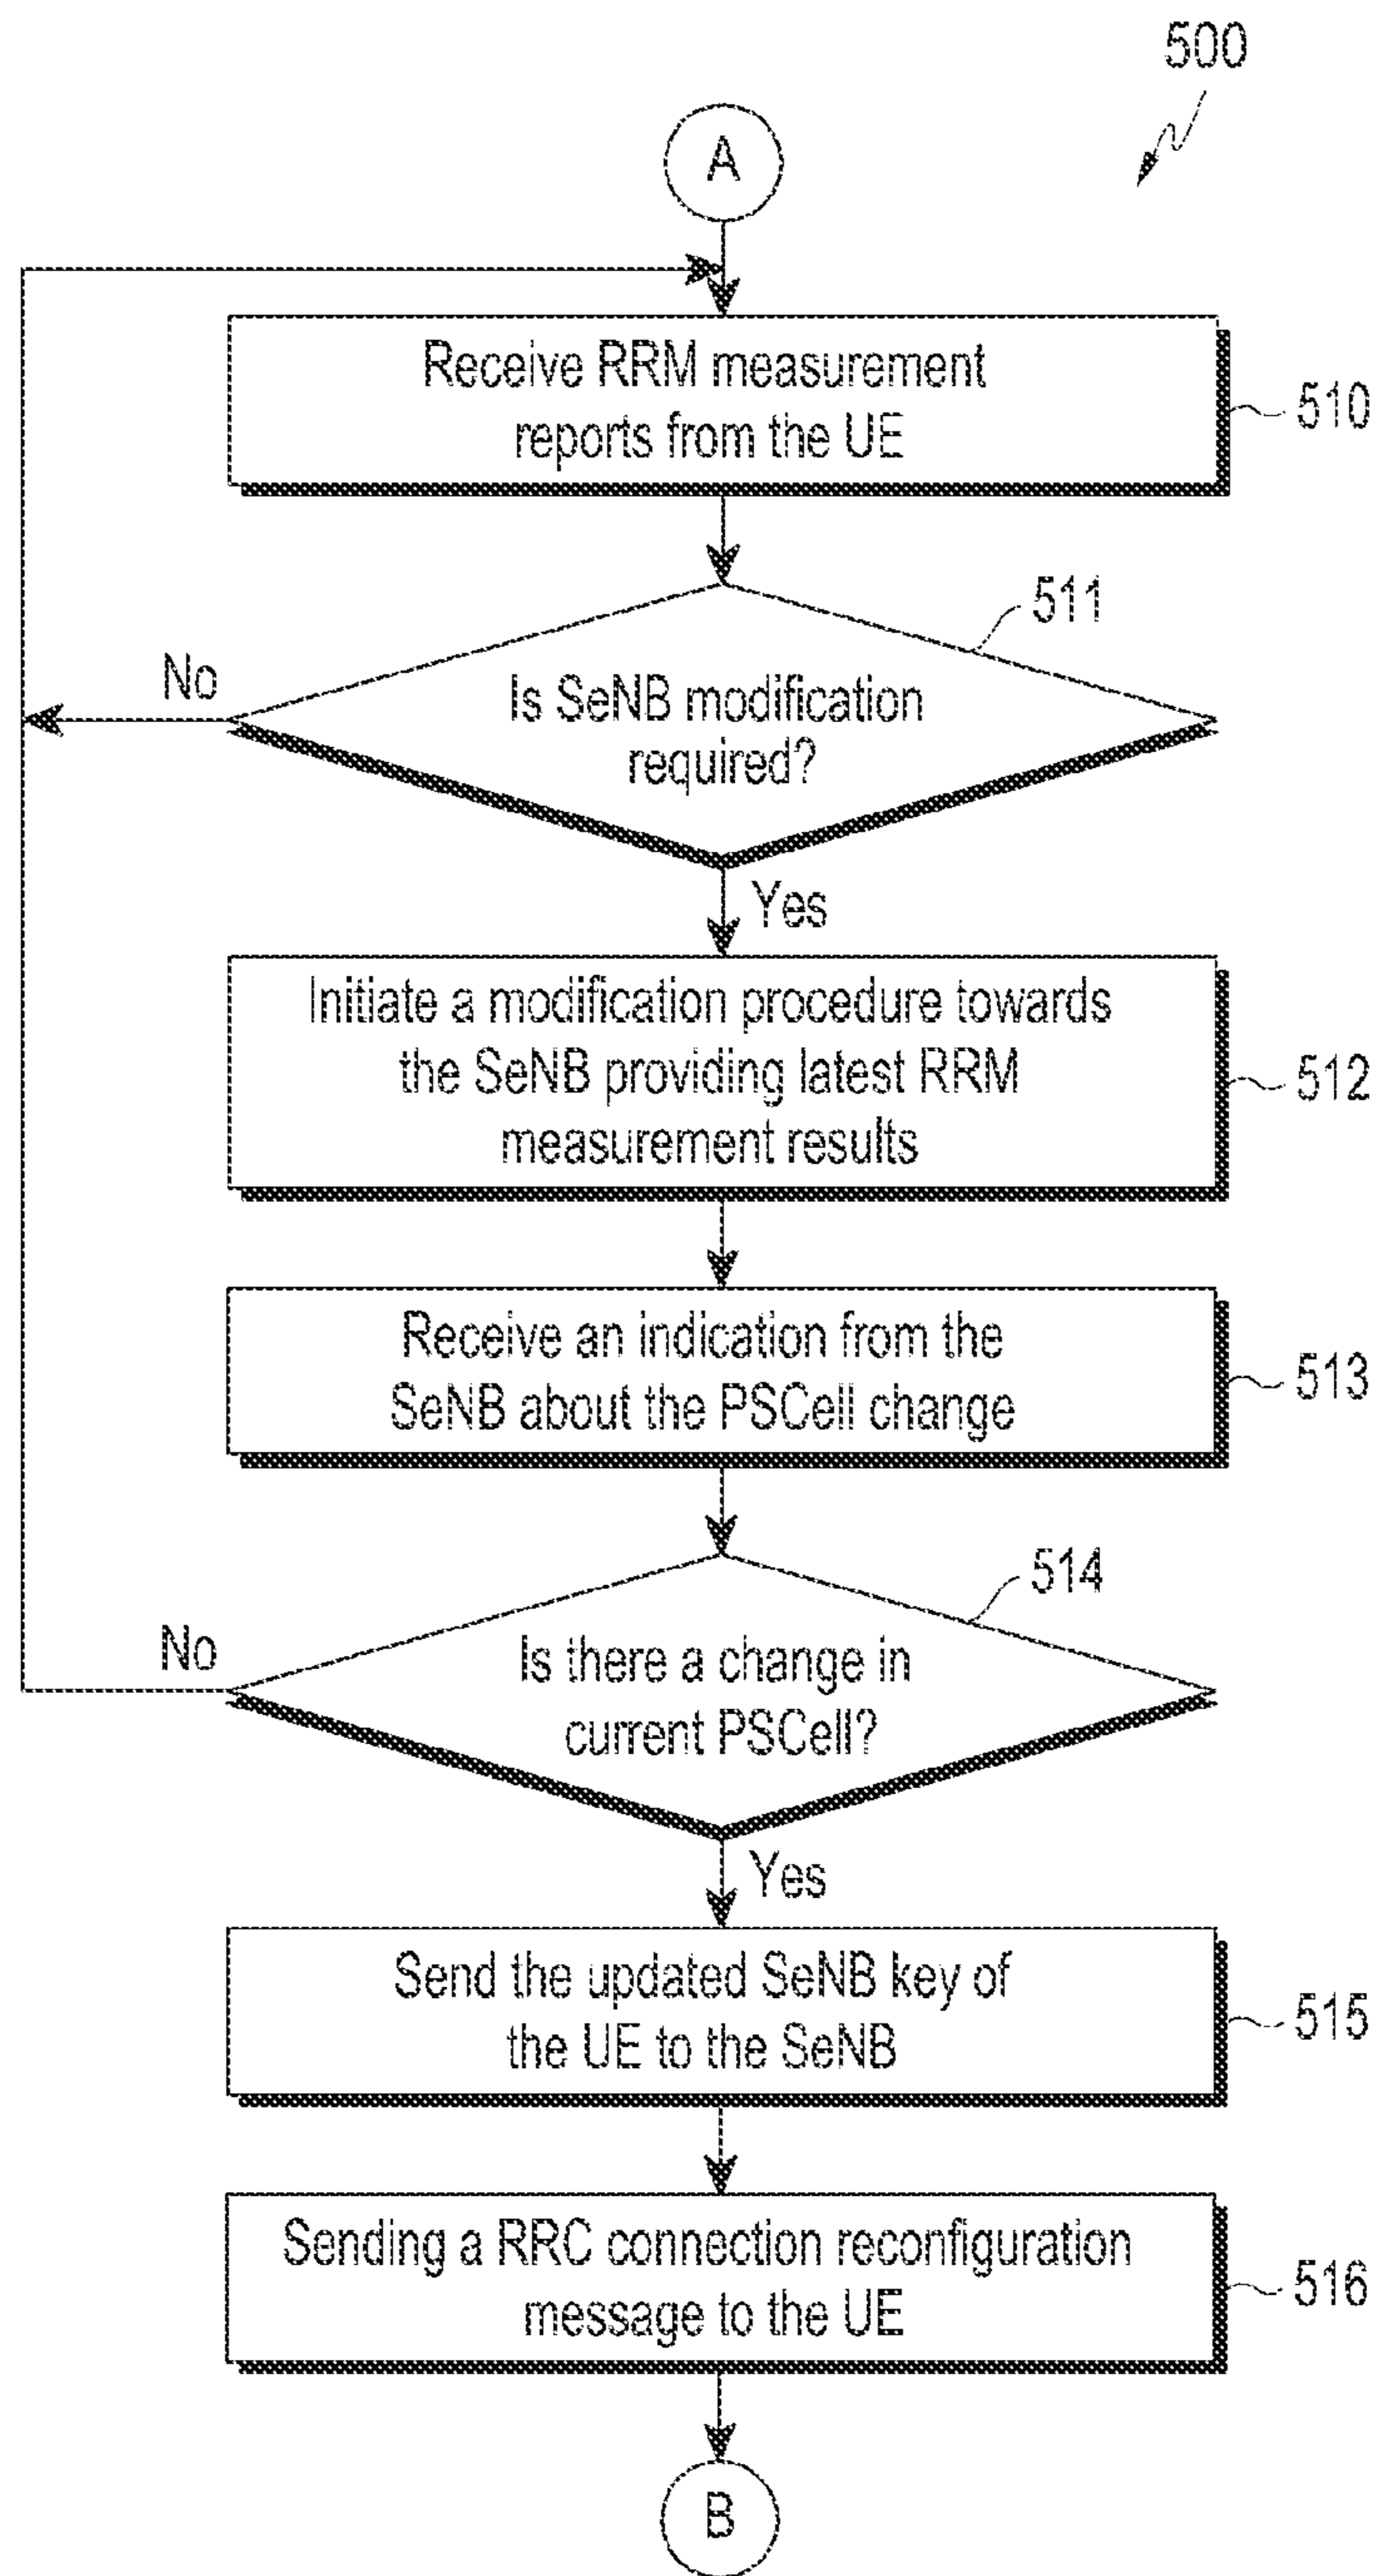 500
A
Receive RRM measurement
reports from the UE
510
511
No
Is SeNB modification
required?
Yes
Initiate a modification procedure towards
the SeNB providing latest RRM
measurement results
512
Receive an indication from the
SeNB about the PSCell change
513
514
No
Is there a change in
current PSCell?
Yes
Send the updated SeNB key of
the UE to the SeNB
515
Sending a RRC connection reconfiguration
message to the UE
516
B